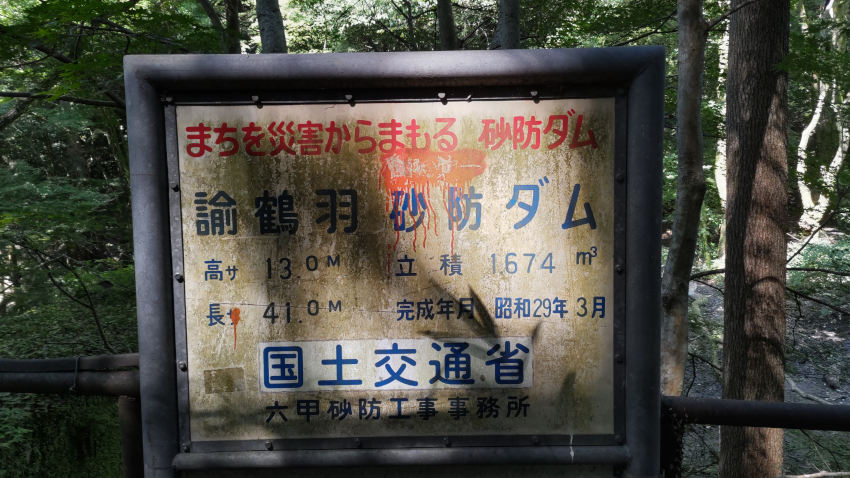 まちを災害からまもる 砂防ダム
諭鶴羽 砂防ダム
高サ 13.0M 立積 1674 m³
長サ 41.0M 完成年月 昭和29年3月
国土交通省
六甲砂防工事事務所